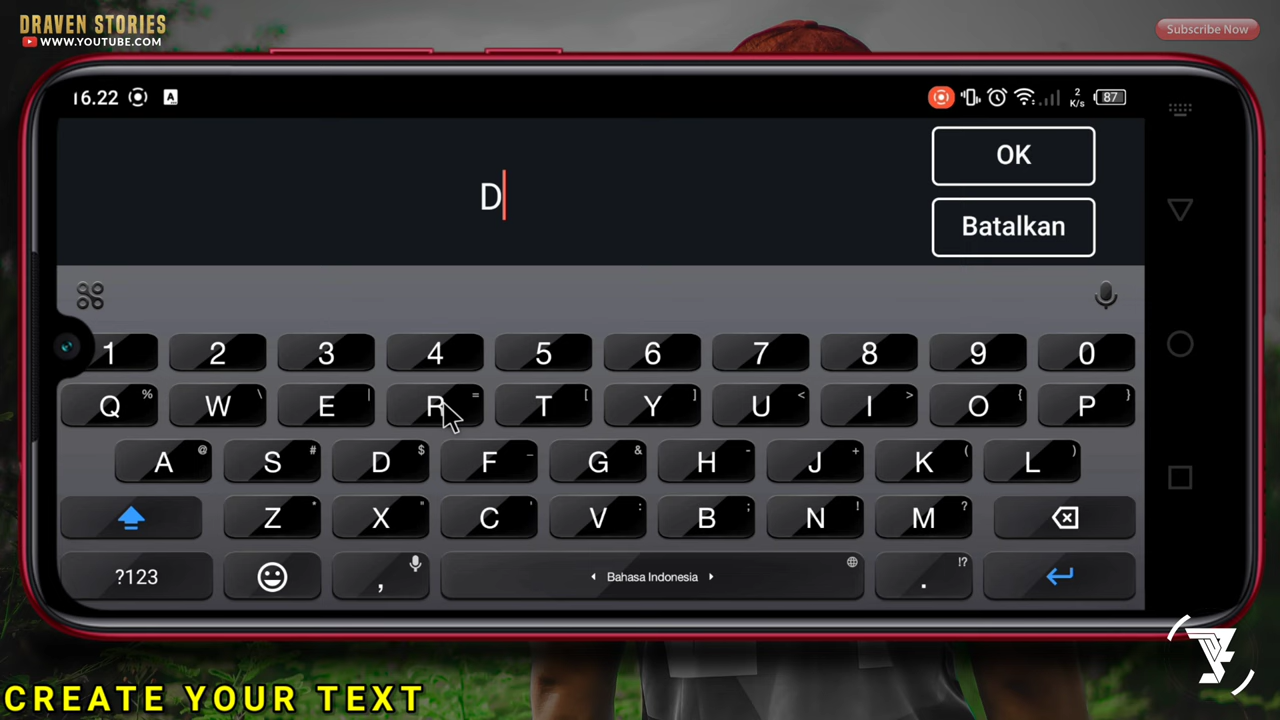 DRAVEN STORIES
WWW.YOUTUBE.COM
Subscribe Now
16.22
A
2
K/s
87
D
OK
Batalkan
1 2 3 4 5 6 7 8 9 0
Q % W \ E | R = T [ Y ] U < I > O { P }
A @ S # D $ F _ G & H - J + K ( L )
Z * X " C ' V : B ; N ! M ?
?123 , Bahasa Indonesia . !?
CREATE YOUR TEXT